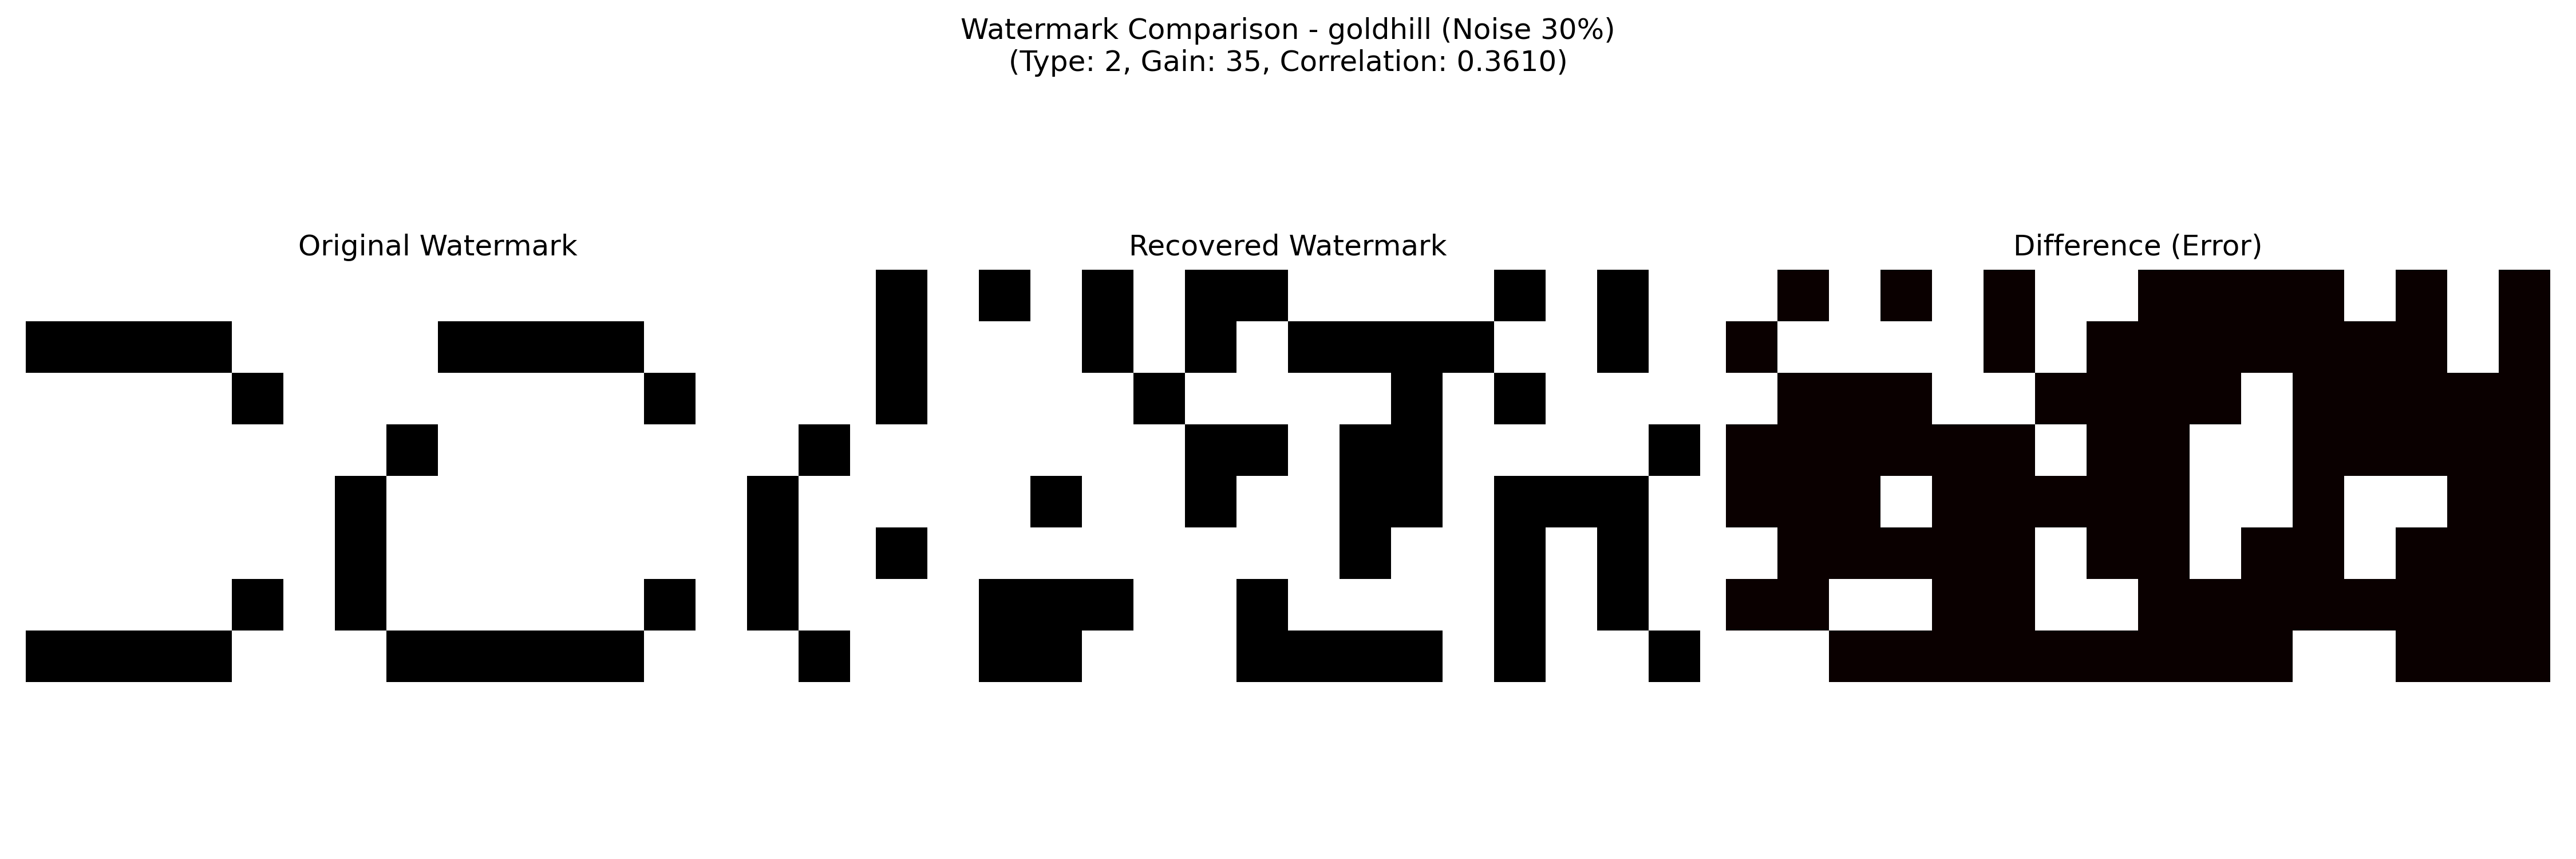 Watermark Comparison - goldhill (Noise 30%)
(Type: 2, Gain: 35, Correlation: 0.3610)
Original Watermark
Recovered Watermark
Difference (Error)